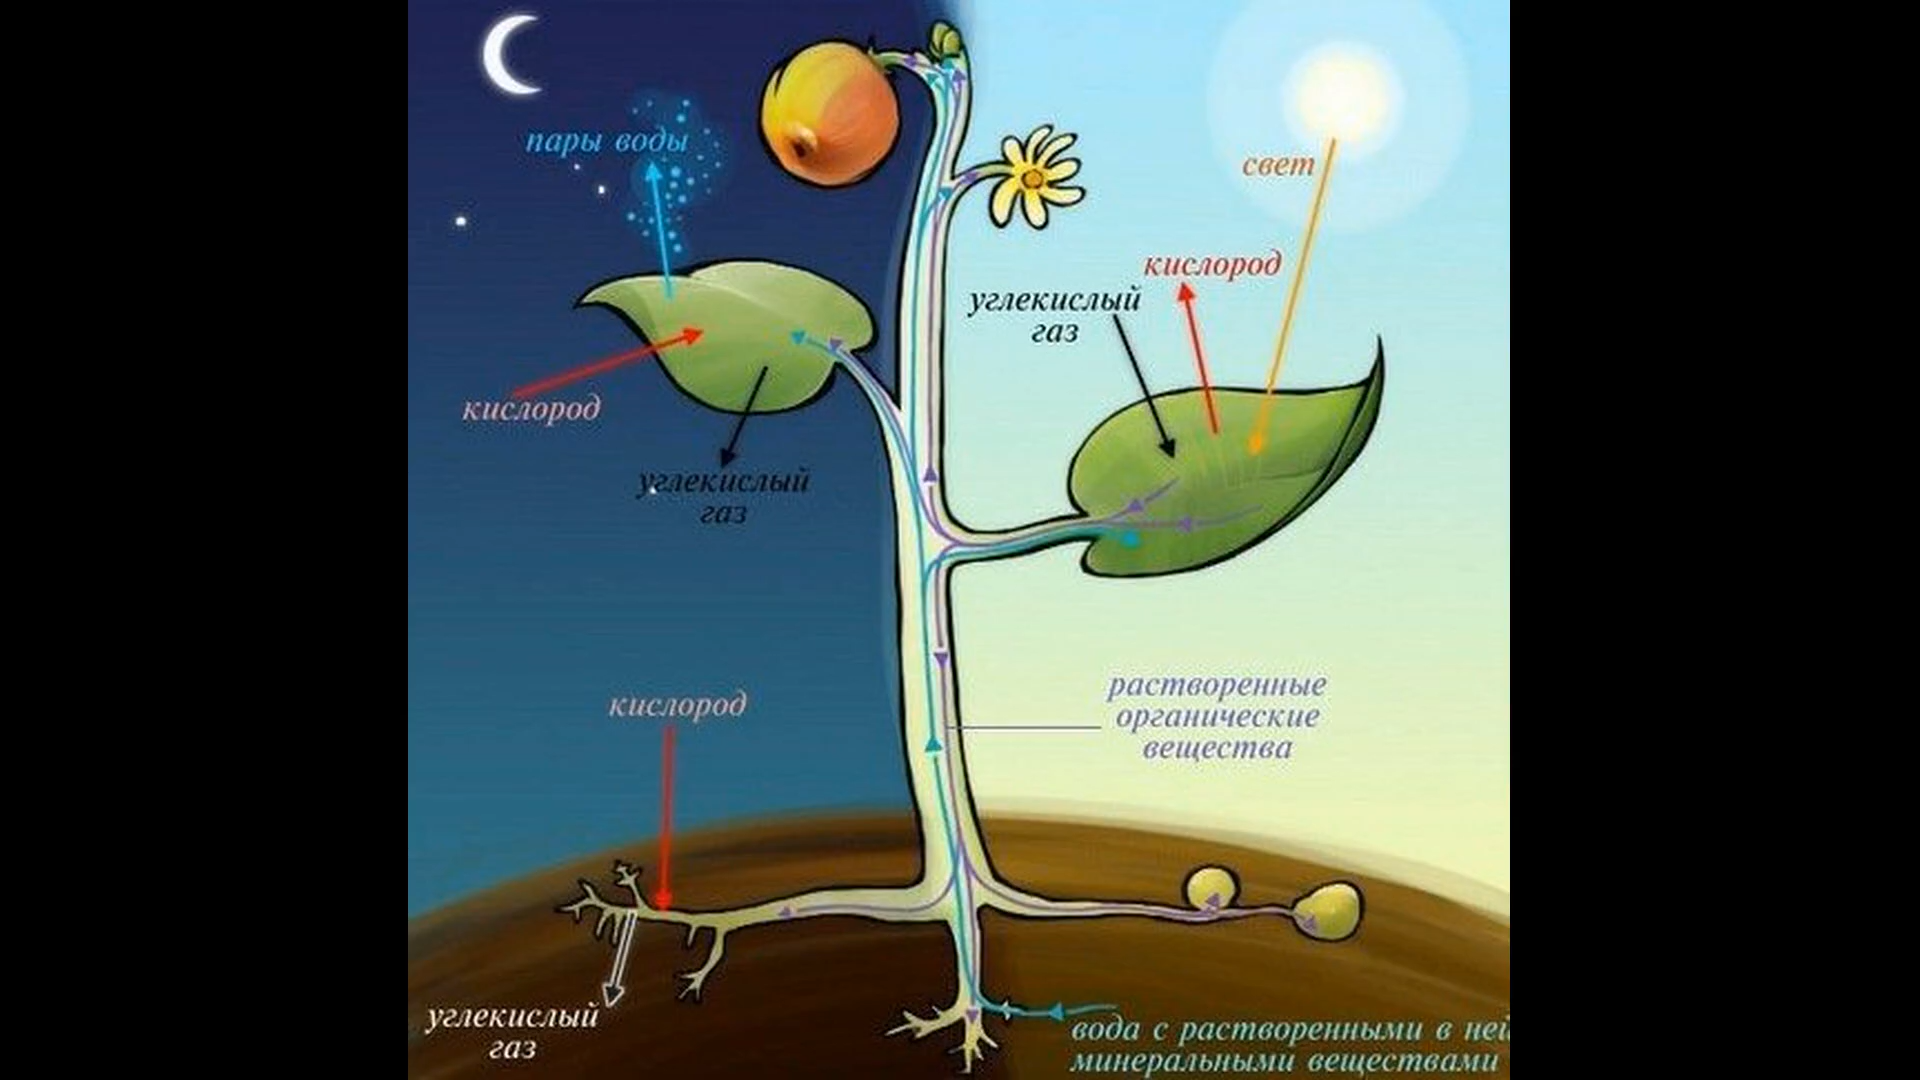 пары воды
свет
кислород
углекислый
газ
кислород
углекислый
газ
кислород
растворенные
органические
вещества
углекислый
газ
вода с растворенными в ней
минеральными веществами